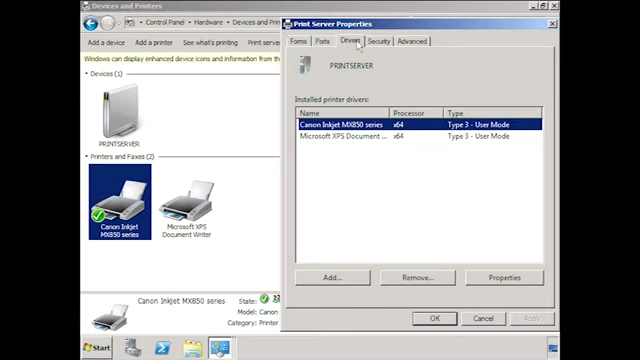 Devices and Printers
Control Panel
Hardware
Devices and Prin
Add a device
Add a printer
See what's printing
Print server
Windows can display enhanced device icons and information from th
Devices (1)
PRINTSERVER
Printers and Faxes (2)
Canon Inkjet
MX850 series
Microsoft XPS
Document Writer
Canon Inkjet MX850 series
State:
Model: Canon
Category: Printer
Start
Print Server Properties
Forms
Ports
Drivers
Security
Advanced
PRINTSERVER
Installed printer drivers:
Name Processor Type
Canon Inkjet MX850 series x64 Type 3 - User Mode
Microsoft XPS Document ... x64 Type 3 - User Mode
Add...
Remove...
Properties
OK
Cancel
Apply